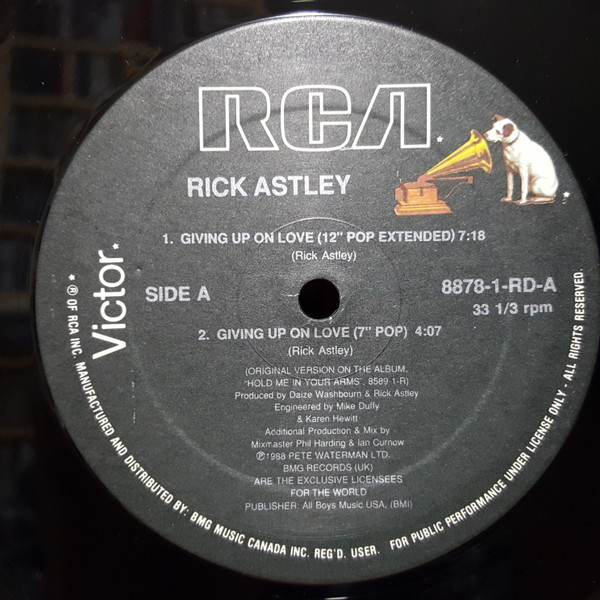 RCA
RICK ASTLEY
1. GIVING UP ON LOVE (12" POP EXTENDED) 7:18
(Rick Astley)
Victor
SIDE A
8878-1-RD-A
33 1/3 rpm
2. GIVING UP ON LOVE (7" POP) 4:07
(Rick Astley)
(ORIGINAL VERSION ON THE ALBUM,
"HOLD ME IN YOUR ARMS", 8589 1-R)
Produced by Daize Washbourn & Rick Astley
Engineered by Mike Duffy
& Karen Hewitt
Additional Production & Mix by
Mixmaster Phil Harding & Ian Curnow
℗1988 PETE WATERMAN LTD.
BMG RECORDS (UK)
ARE THE EXCLUSIVE LICENSEES
FOR THE WORLD
PUBLISHER: All Boys Music USA, (BMI)
* ® OF RCA INC. MANUFACTURED AND DISTRIBUTED BY: BMG MUSIC CANADA INC. REG'D. USER. FOR PUBLIC PERFORMANCE UNDER LICENSE ONLY · ALL RIGHTS RESERVED.